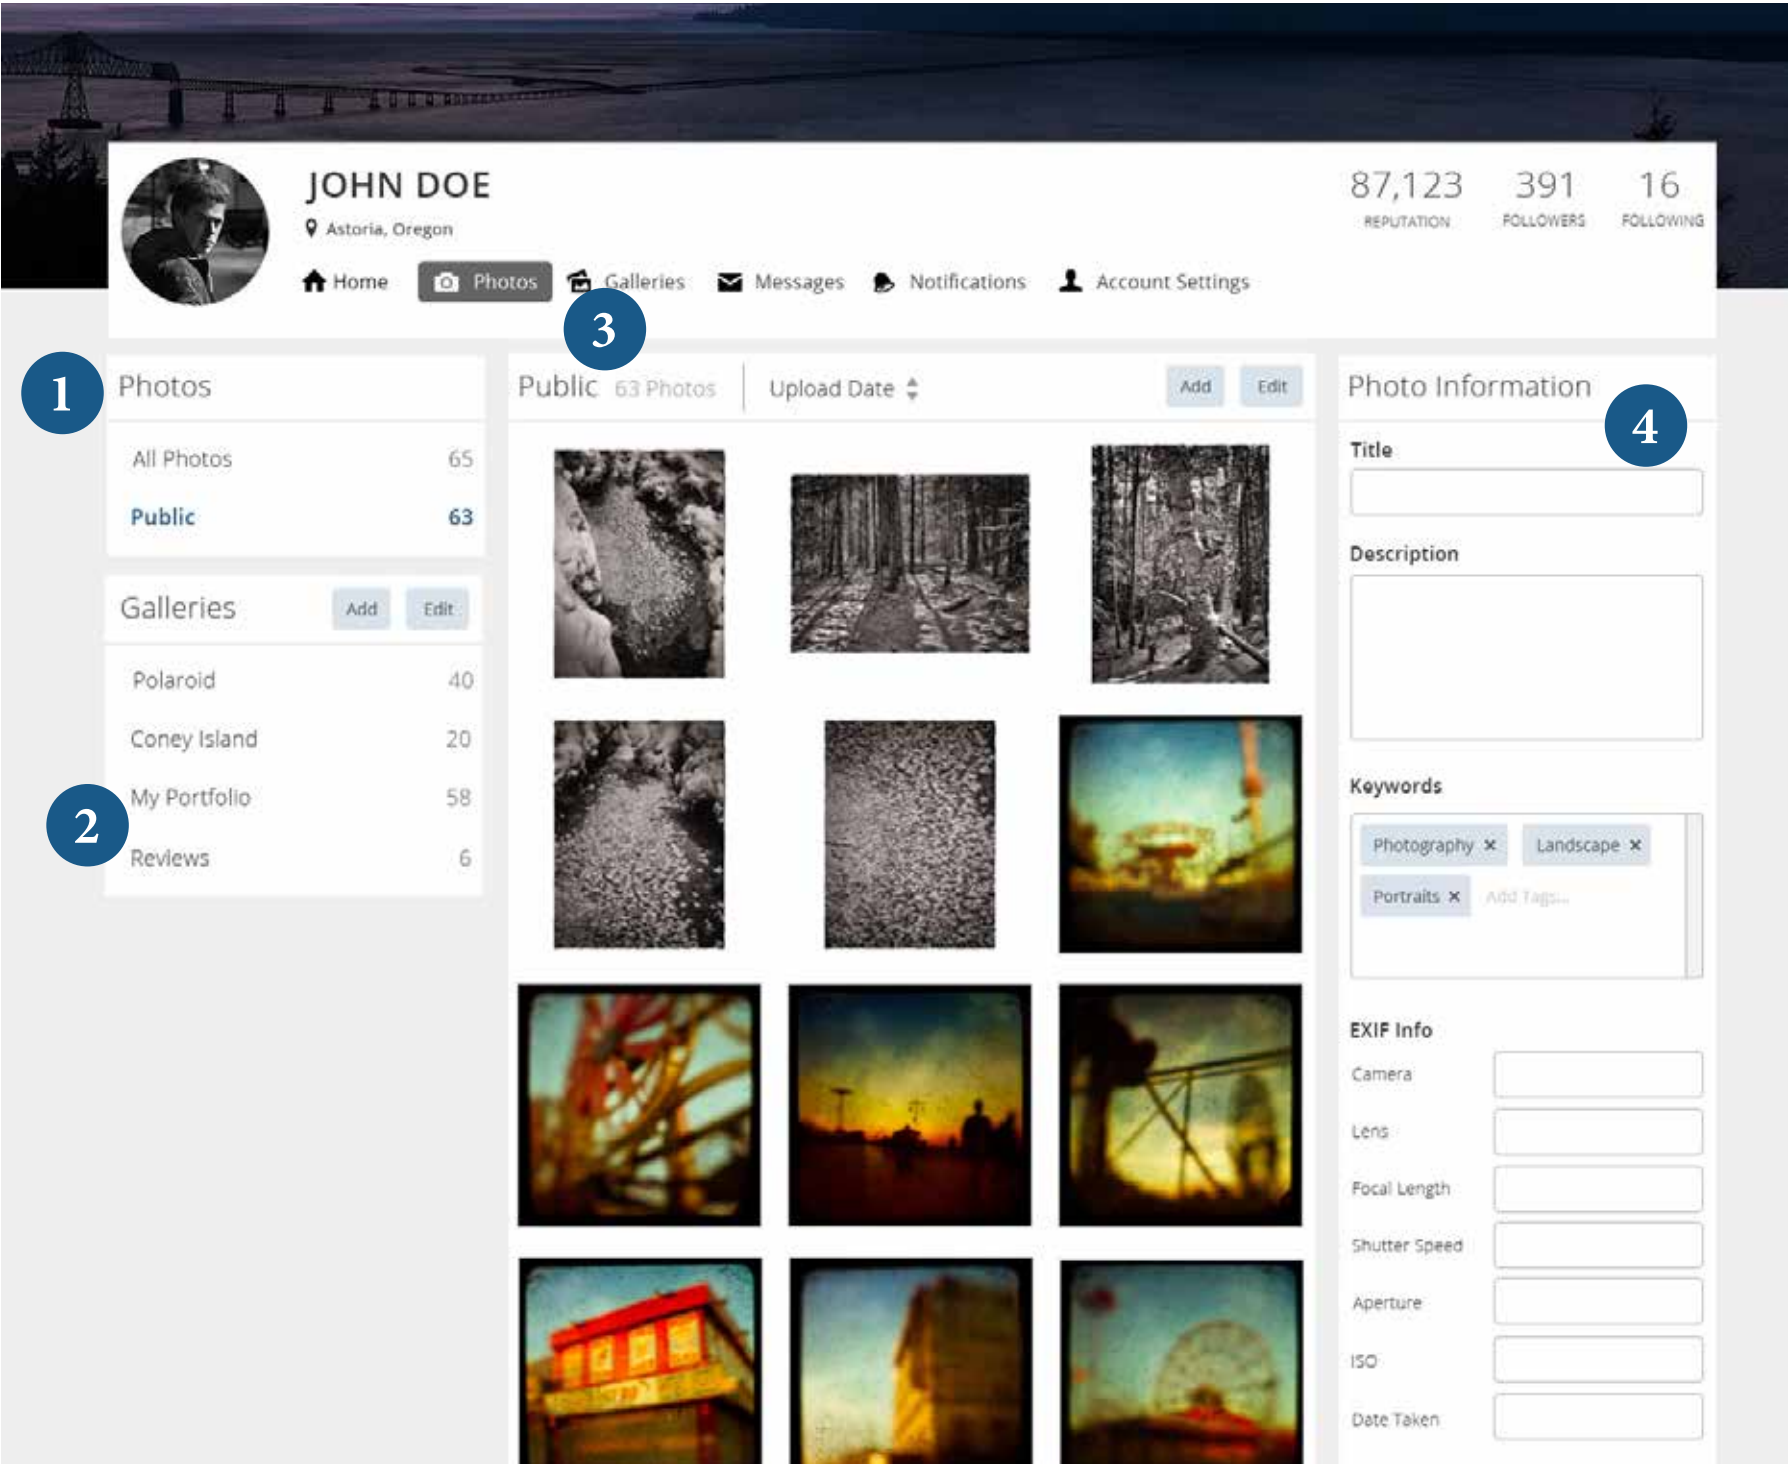 JOHN DOE
Astoria, Oregon
87,123 391 16
REPUTATION FOLLOWERS FOLLOWING
Home Photos Galleries Messages Notifications Account Settings
1
Photos
All Photos 65
Public 63
Galleries Add Edit
Polaroid 40
Coney Island 20
My Portfolio 58
2
Reviews 6
3
Public 63 Photos Upload Date Add Edit
Photo Information
4
Title
Description
Keywords
Photography × Landscape ×
Portraits × Add Tags...
EXIF Info
Camera
Lens
Focal Length
Shutter Speed
Aperture
ISO
Date Taken